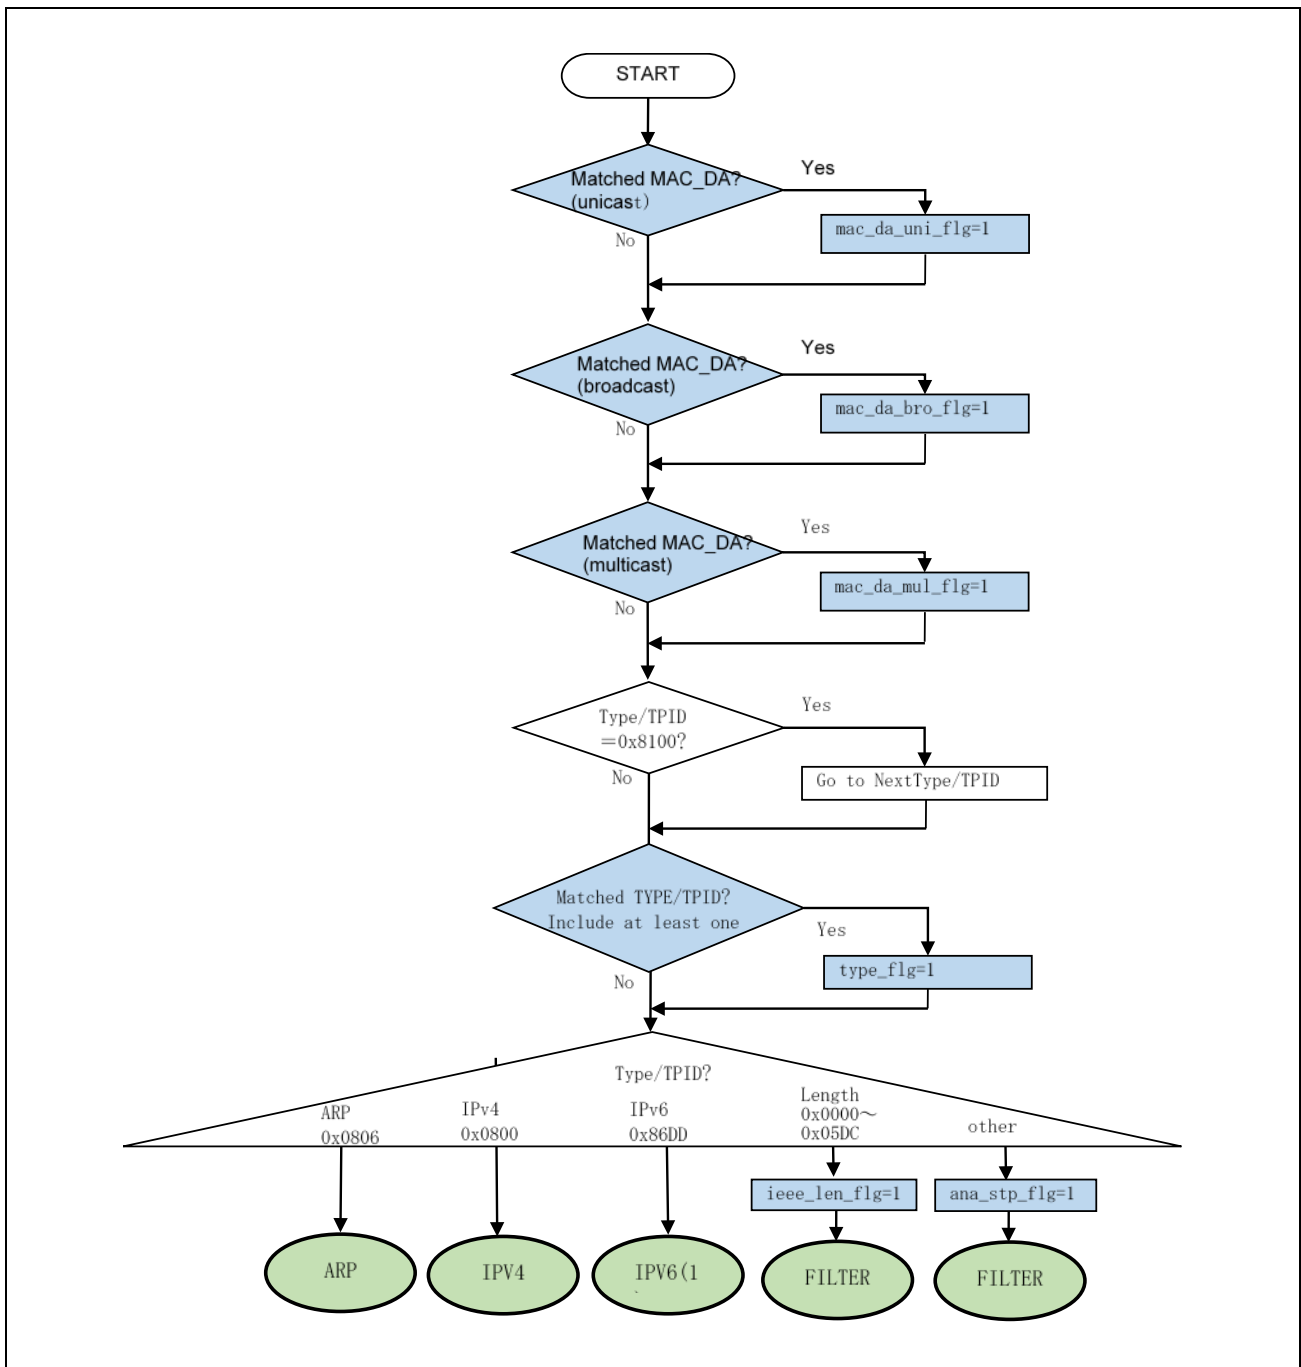 START
Matched MAC_DA?
(unicast)
Yes
mac_da_uni_flg=1
No
Matched MAC_DA?
(broadcast)
Yes
mac_da_bro_flg=1
No
Matched MAC_DA?
(multicast)
Yes
mac_da_mul_flg=1
No
Type/TPID
＝0x8100?
Yes
Go to NextType/TPID
No
Matched TYPE/TPID?
Include at least one
Yes
type_flg=1
No
Type/TPID?
ARP
0x0806
IPv4
0x0800
IPv6
0x86DD
Length
0x0000～
0x05DC
other
ieee_len_flg=1
ana_stp_flg=1
ARP
IPV4
IPV6(1
FILTER
FILTER